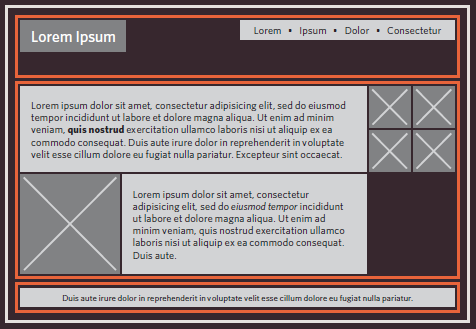 Lorem Ipsum
Lorem • Ipsum • Dolor • Consectetur
Lorem ipsum dolor sit amet, consectetur adipisicing elit, sed do eiusmod
tempor incididunt ut labore et dolore magna aliqua. Ut enim ad minim
veniam, quis nostrud exercitation ullamco laboris nisi ut aliquip ex ea
commodo consequat. Duis aute irure dolor in reprehenderit in voluptate
velit esse cillum dolore eu fugiat nulla pariatur. Excepteur sint occaecat.
Lorem ipsum dolor sit amet, consectetur
adipisicing elit, sed do eiusmod tempor incididunt
ut labore et dolore magna aliqua. Ut enim ad
minim veniam, quis nostrud exercitation ullamco
laboris nisi ut aliquip ex ea commodo consequat.
Duis aute.
Duis aute irure dolor in reprehenderit in voluptate velit esse cillum dolore eu fugiat nulla pariatur.